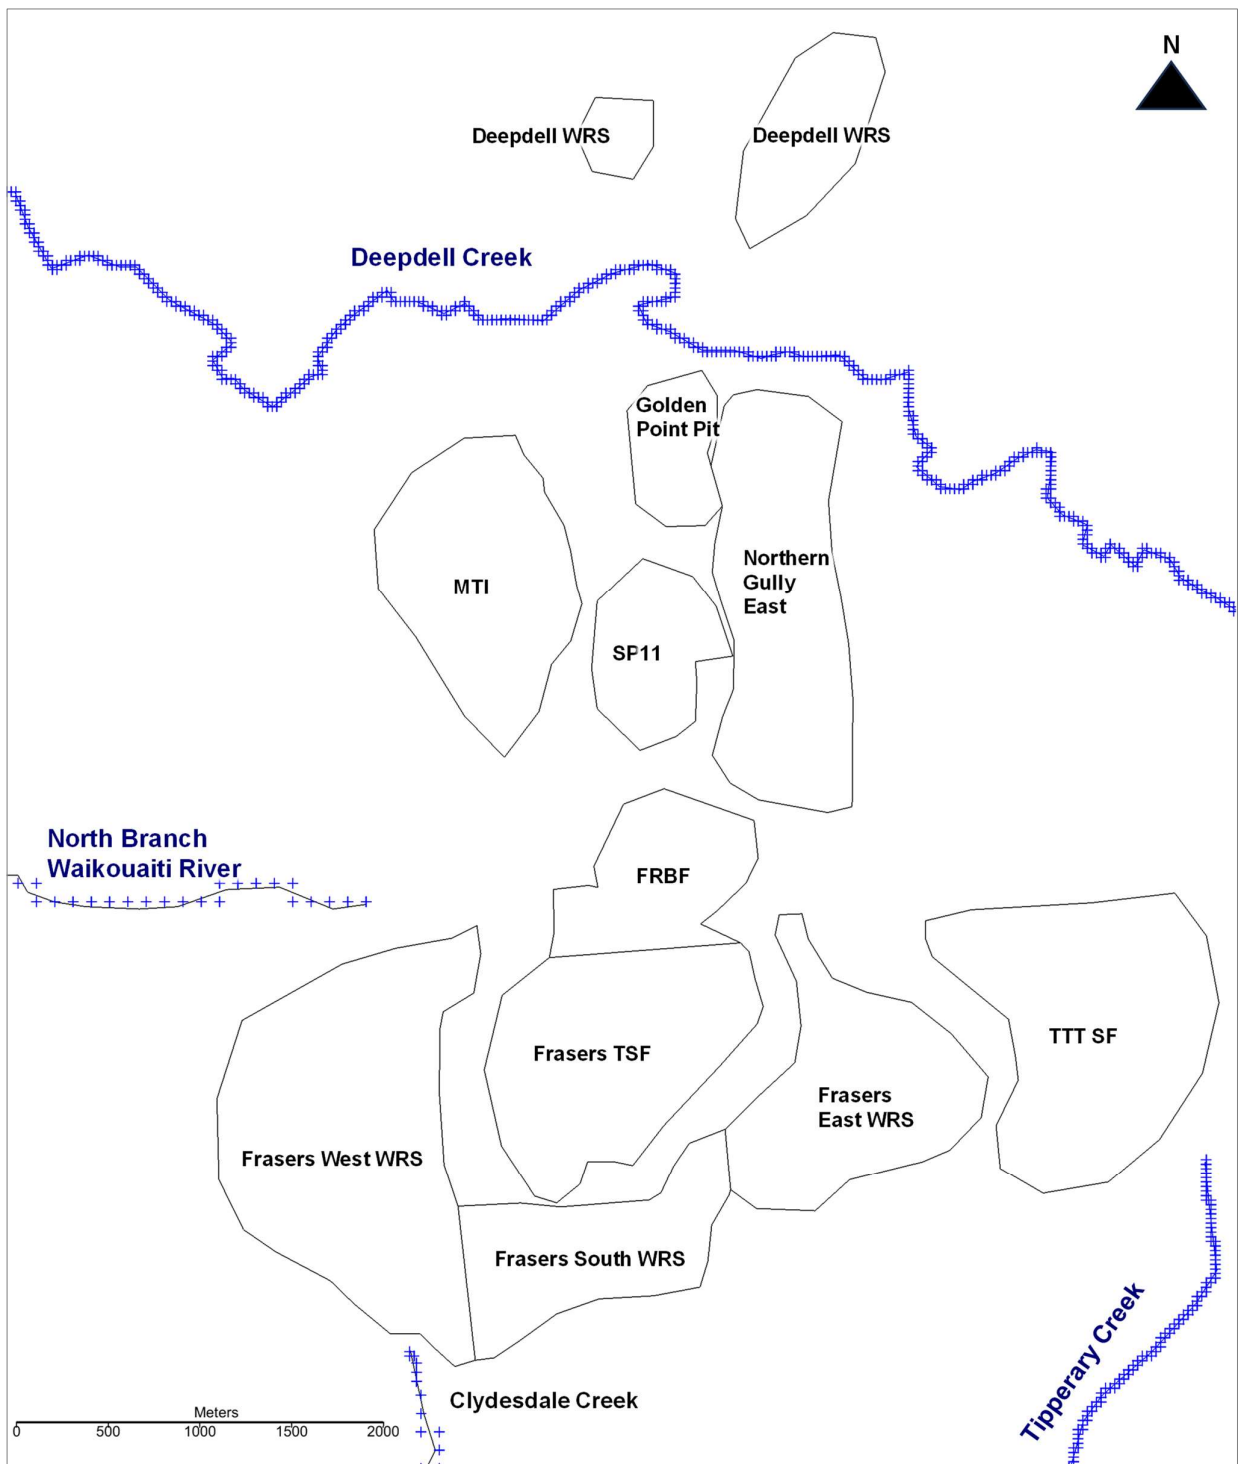 N
Deepdell WRS
Deepdell WRS
Deepdell Creek
Golden
Point Pit
Northern
Gully
East
MTI
SP11
North Branch
Waikouaiti River
FRBF
Frasers TSF
TTT SF
Frasers
East WRS
Frasers West WRS
Frasers South WRS
Tipperary Creek
Clydesdale Creek
Meters
0 500 1000 1500 2000